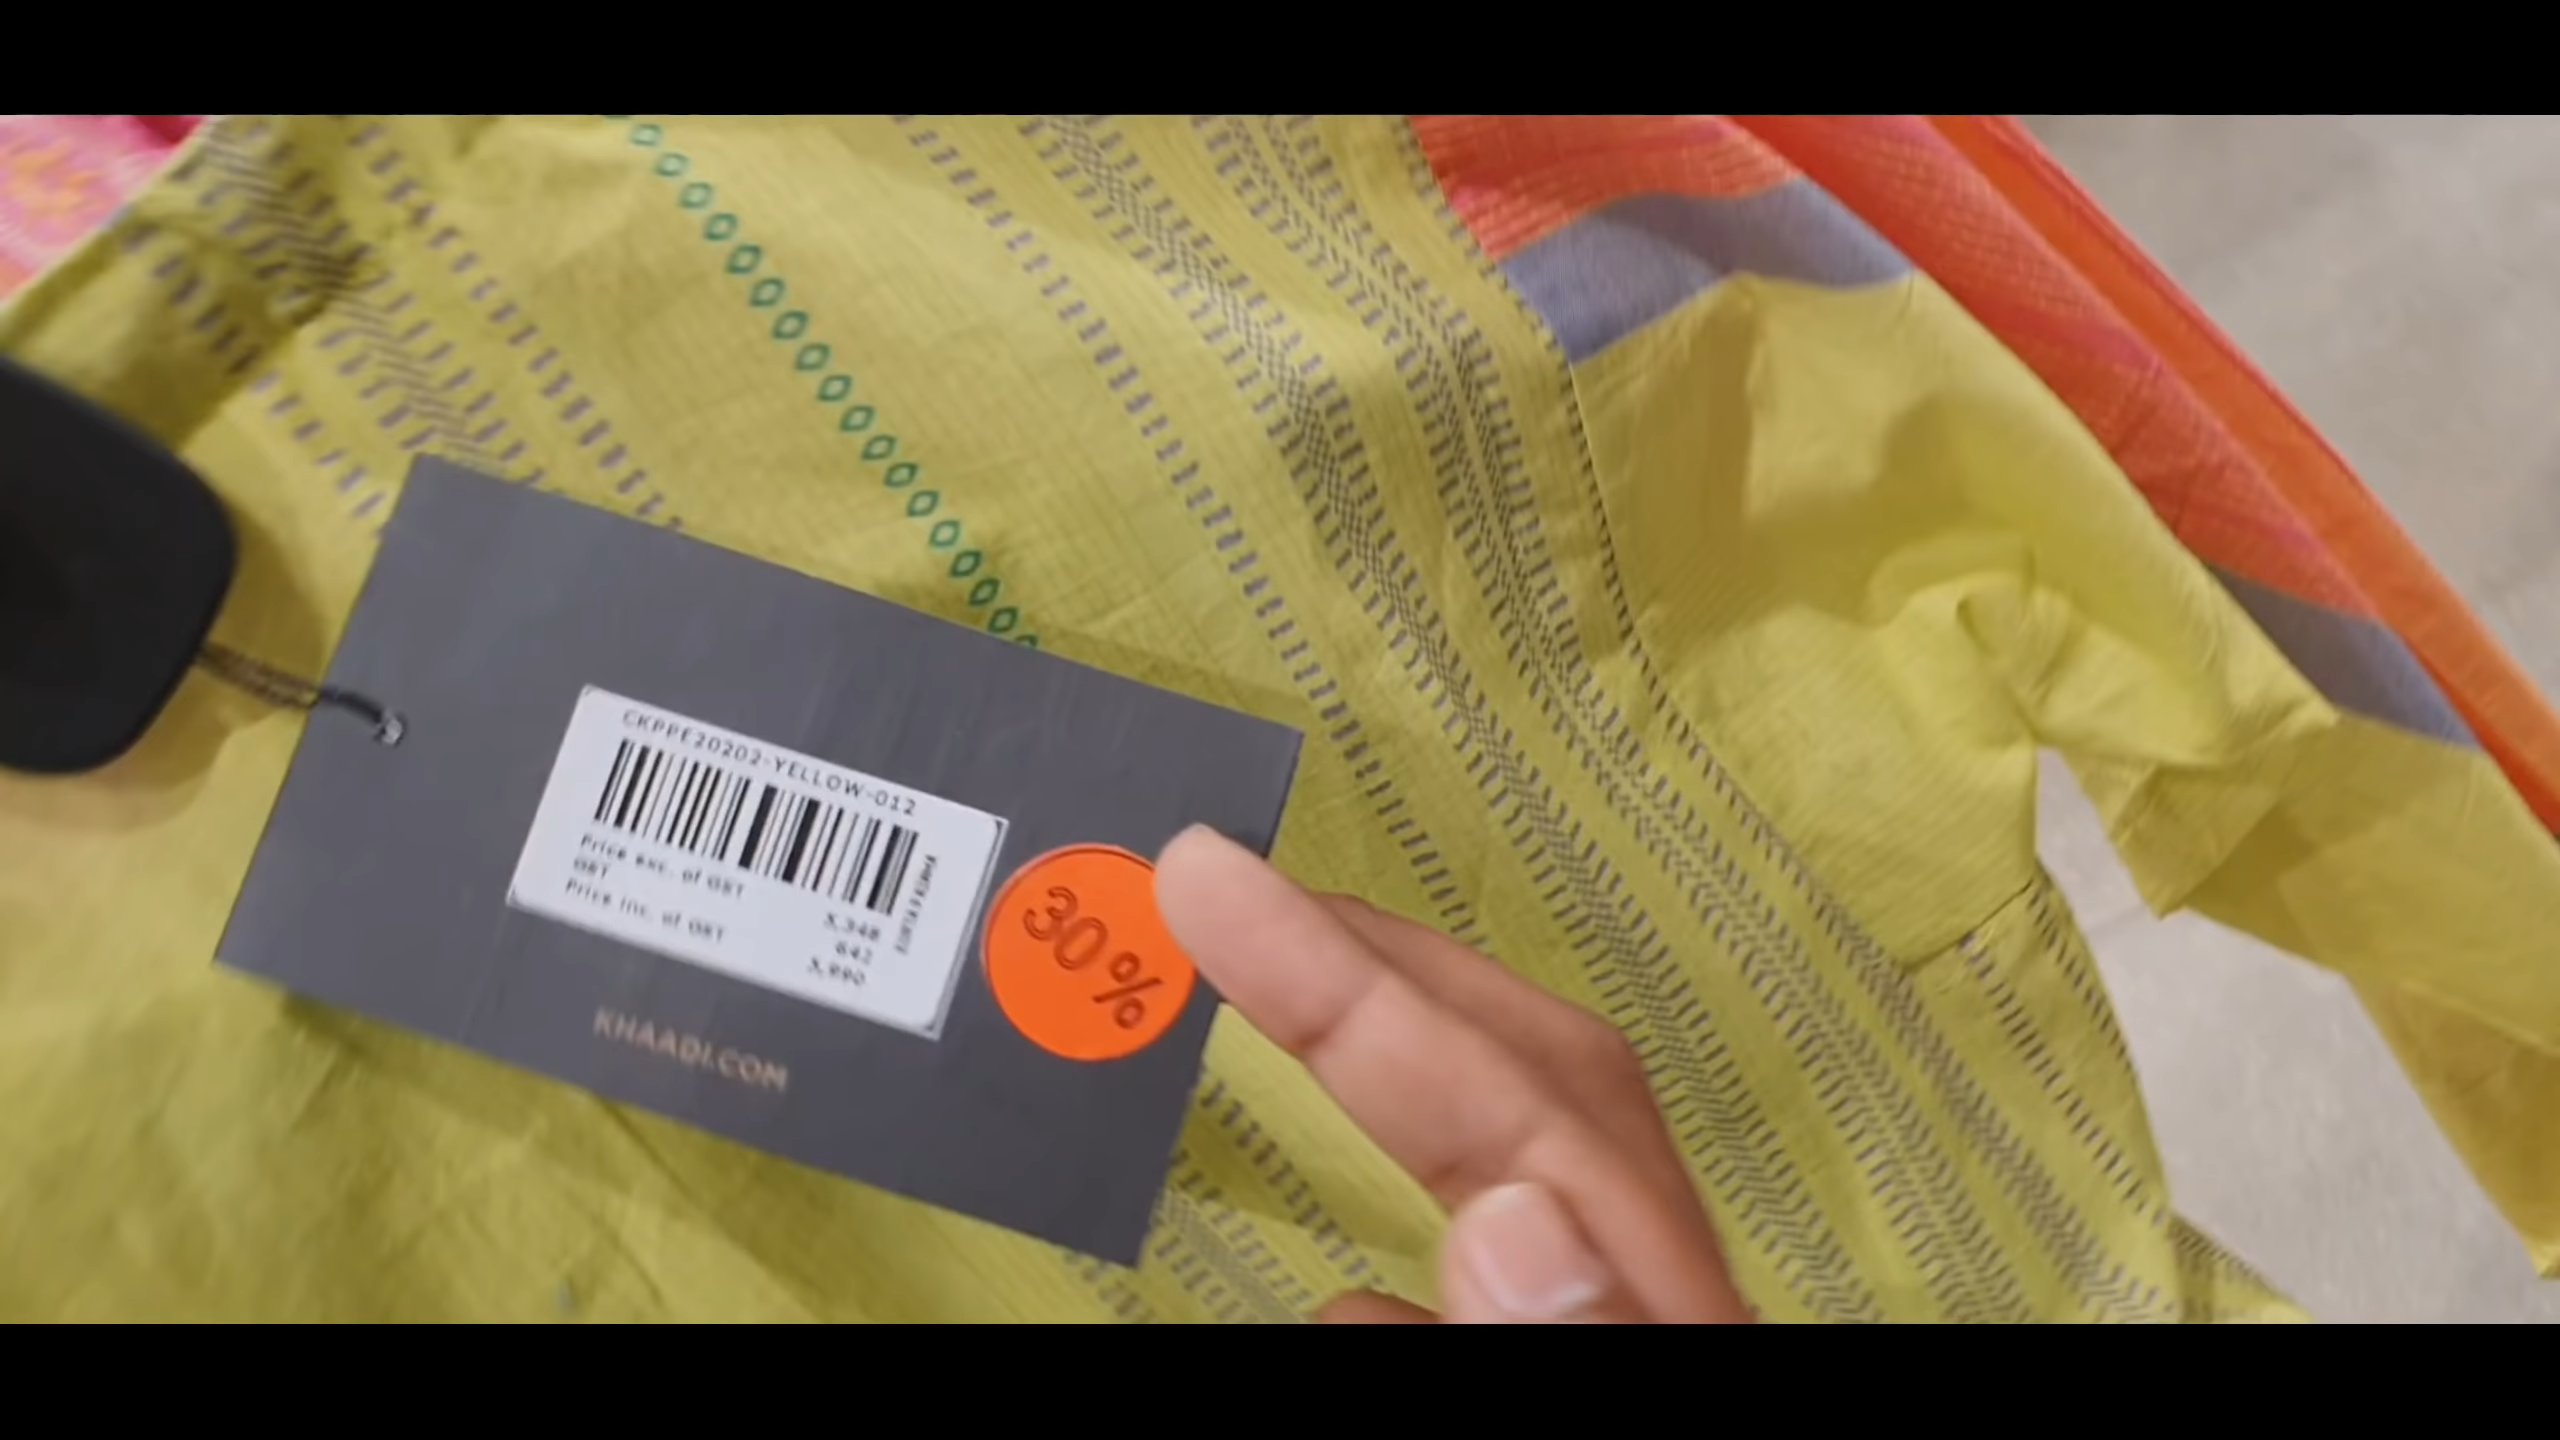 CKPPE20202-YELLOW-012
Price exc. of GST 3,348
GST 642
Price inc. of GST 3,990
30%
KHAADI.COM